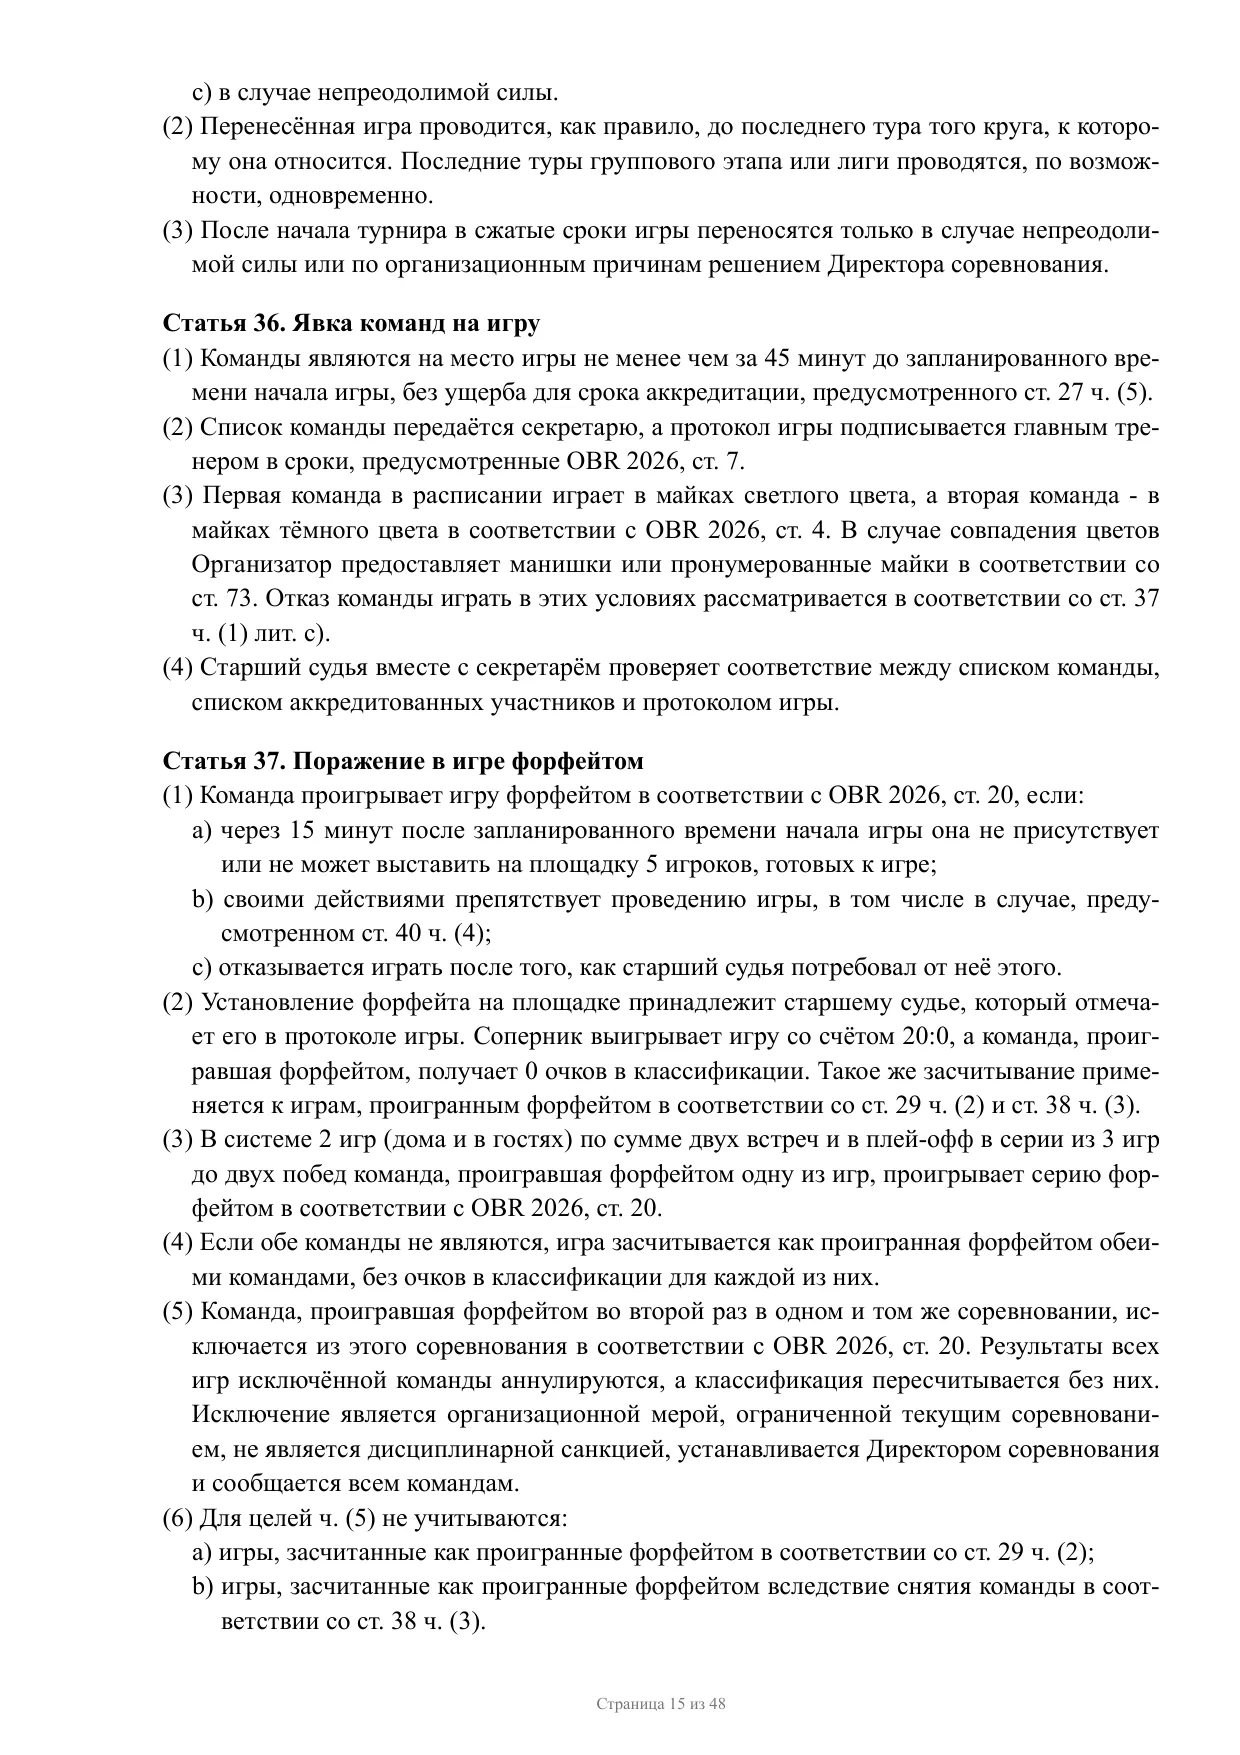 c) в случае непреодолимой силы.
(2) Перенесённая игра проводится, как правило, до последнего тура того круга, к которо-
му она относится. Последние туры группового этапа или лиги проводятся, по возмож-
ности, одновременно.
(3) После начала турнира в сжатые сроки игры переносятся только в случае непреодоли-
мой силы или по организационным причинам решением Директора соревнования.
Статья 36. Явка команд на игру
(1) Команды являются на место игры не менее чем за 45 минут до запланированного вре-
мени начала игры, без ущерба для срока аккредитации, предусмотренного ст. 27 ч. (5).
(2) Список команды передаётся секретарю, а протокол игры подписывается главным тре-
нером в сроки, предусмотренные OBR 2026, ст. 7.
(3) Первая команда в расписании играет в майках светлого цвета, а вторая команда - в
майках тёмного цвета в соответствии с OBR 2026, ст. 4. В случае совпадения цветов
Организатор предоставляет манишки или пронумерованные майки в соответствии со
ст. 73. Отказ команды играть в этих условиях рассматривается в соответствии со ст. 37
ч. (1) лит. c).
(4) Старший судья вместе с секретарём проверяет соответствие между списком команды,
списком аккредитованных участников и протоколом игры.
Статья 37. Поражение в игре форфейтом
(1) Команда проигрывает игру форфейтом в соответствии с OBR 2026, ст. 20, если:
a) через 15 минут после запланированного времени начала игры она не присутствует
или не может выставить на площадку 5 игроков, готовых к игре;
b) своими действиями препятствует проведению игры, в том числе в случае, преду-
смотренном ст. 40 ч. (4);
c) отказывается играть после того, как старший судья потребовал от неё этого.
(2) Установление форфейта на площадке принадлежит старшему судье, который отмеча-
ет его в протоколе игры. Соперник выигрывает игру со счётом 20:0, а команда, проиг-
равшая форфейтом, получает 0 очков в классификации. Такое же засчитывание приме-
няется к играм, проигранным форфейтом в соответствии со ст. 29 ч. (2) и ст. 38 ч. (3).
(3) В системе 2 игр (дома и в гостях) по сумме двух встреч и в плей-офф в серии из 3 игр
до двух побед команда, проигравшая форфейтом одну из игр, проигрывает серию фор-
фейтом в соответствии с OBR 2026, ст. 20.
(4) Если обе команды не являются, игра засчитывается как проигранная форфейтом обеи-
ми командами, без очков в классификации для каждой из них.
(5) Команда, проигравшая форфейтом во второй раз в одном и том же соревновании, ис-
ключается из этого соревнования в соответствии с OBR 2026, ст. 20. Результаты всех
игр исключённой команды аннулируются, а классификация пересчитывается без них.
Исключение является организационной мерой, ограниченной текущим соревновани-
ем, не является дисциплинарной санкцией, устанавливается Директором соревнования
и сообщается всем командам.
(6) Для целей ч. (5) не учитываются:
a) игры, засчитанные как проигранные форфейтом в соответствии со ст. 29 ч. (2);
b) игры, засчитанные как проигранные форфейтом вследствие снятия команды в соот-
ветствии со ст. 38 ч. (3).
Страница 15 из 48